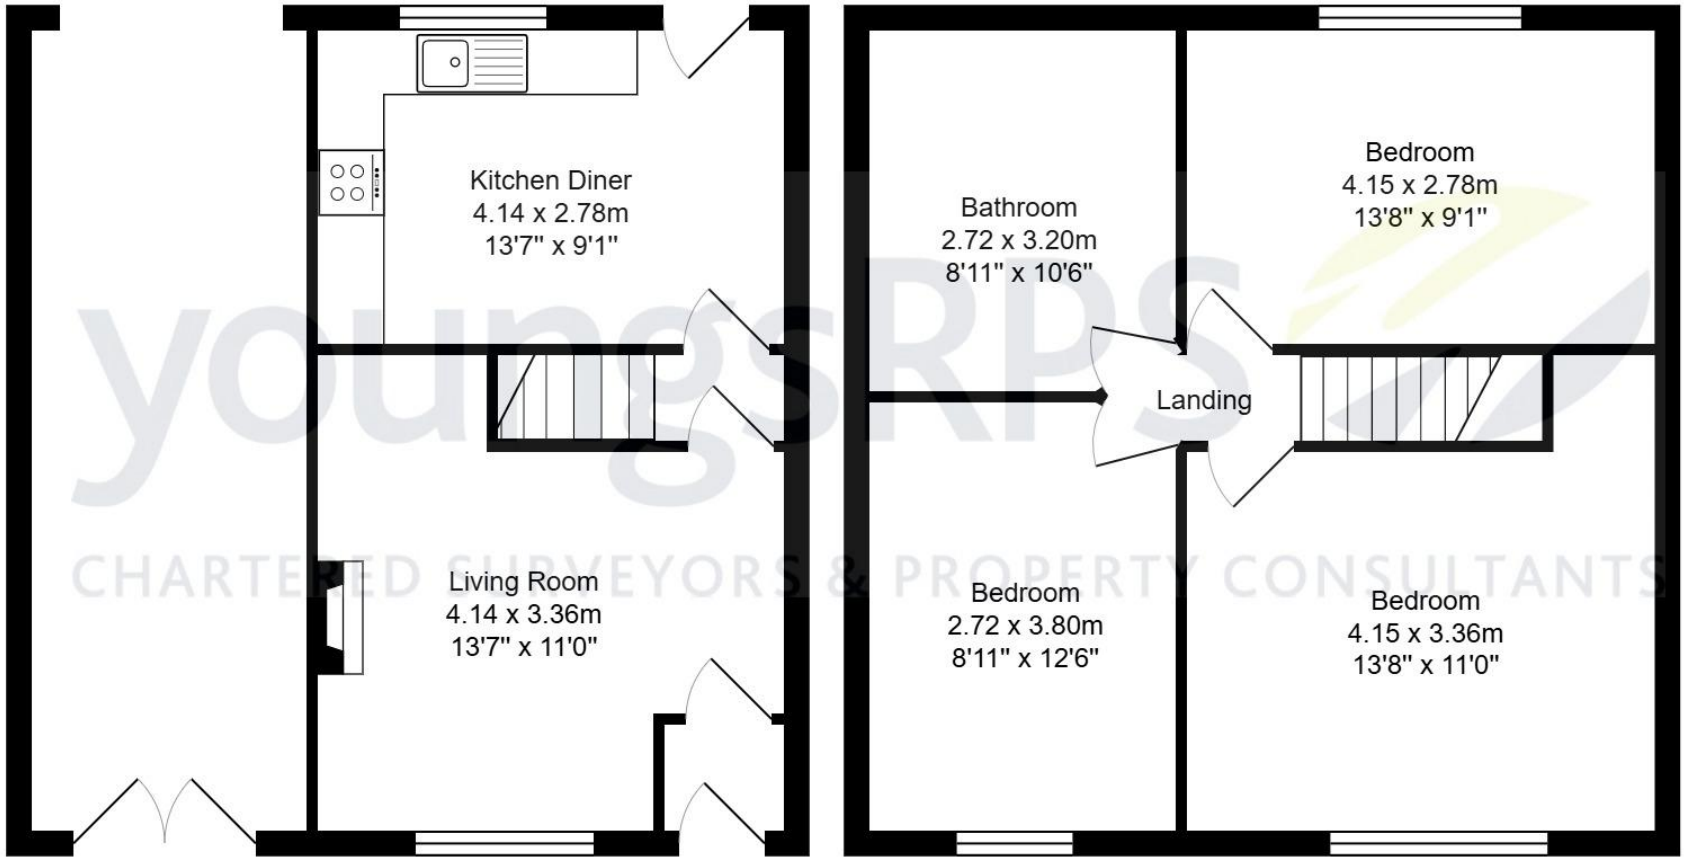 Kitchen Diner
4.14 x 2.78m
13'7" x 9'1"
Living Room
4.14 x 3.36m
13'7" x 11'0"
Bathroom
2.72 x 3.20m
8'11" x 10'6"
Bedroom
4.15 x 2.78m
13'8" x 9'1"
Landing
Bedroom
2.72 x 3.80m
8'11" x 12'6"
Bedroom
4.15 x 3.36m
13'8" x 11'0"
youngsRPS
CHARTERED SURVEYORS & PROPERTY CONSULTANTS